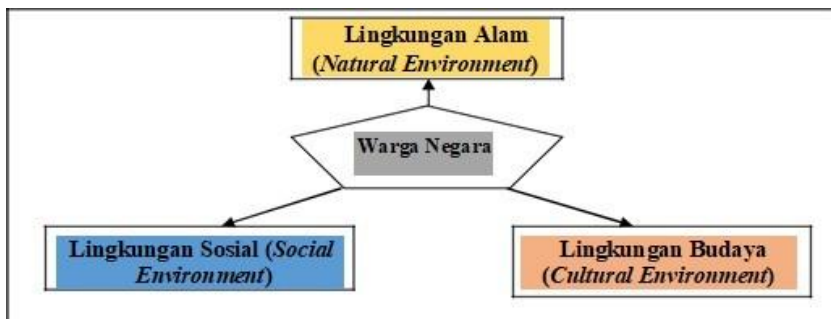 Lingkungan Alam
(Natural Environment)
Warga Negara
Lingkungan Sosial (Social
Environment)
Lingkungan Budaya
(Cultural Environment)